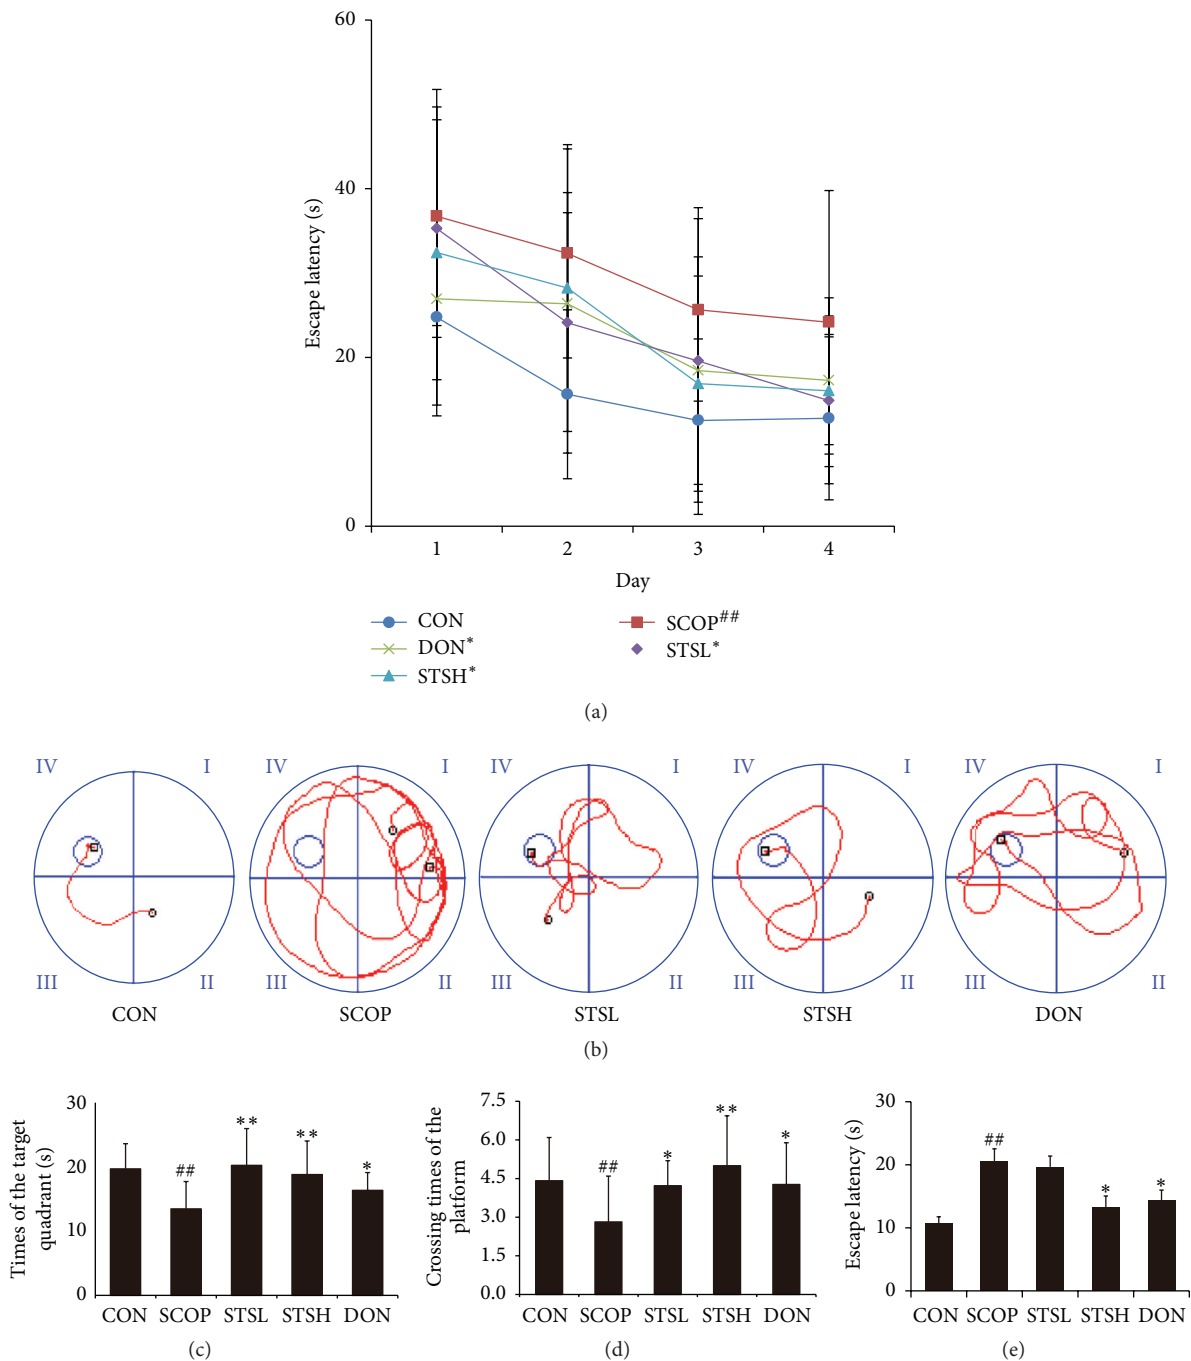 60
40
20
0
Escape latency (s)
1 2 3 4
Day
CON SCOP##
DON* STSL*
STSH*
(a)
IV I IV I IV I IV I IV I
III II III II III II III II III II
CON SCOP STSL STSH DON
(b)
30
20
10
0
Times of the target
quadrant (s)
##
**
**
*
CON SCOP STSL STSH DON
(c)
7.5
6.0
4.5
3.0
1.5
0.0
Crossing times of the
platform
##
*
**
*
CON SCOP STSL STSH DON
(d)
30
20
10
0
Escape latency (s)
##
*
*
CON SCOP STSL STSH DON
(e)